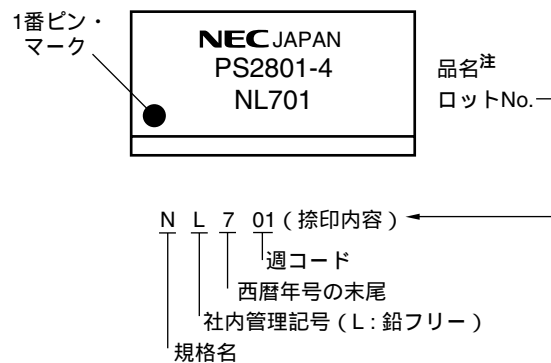 1番ピン・
マーク
NEC JAPAN
PS2801-4
NL701
品名注
ロットNo.
N L 7 01 (捺印内容)
週コード
西暦年号の末尾
社内管理記号(L:鉛フリー)
規格名